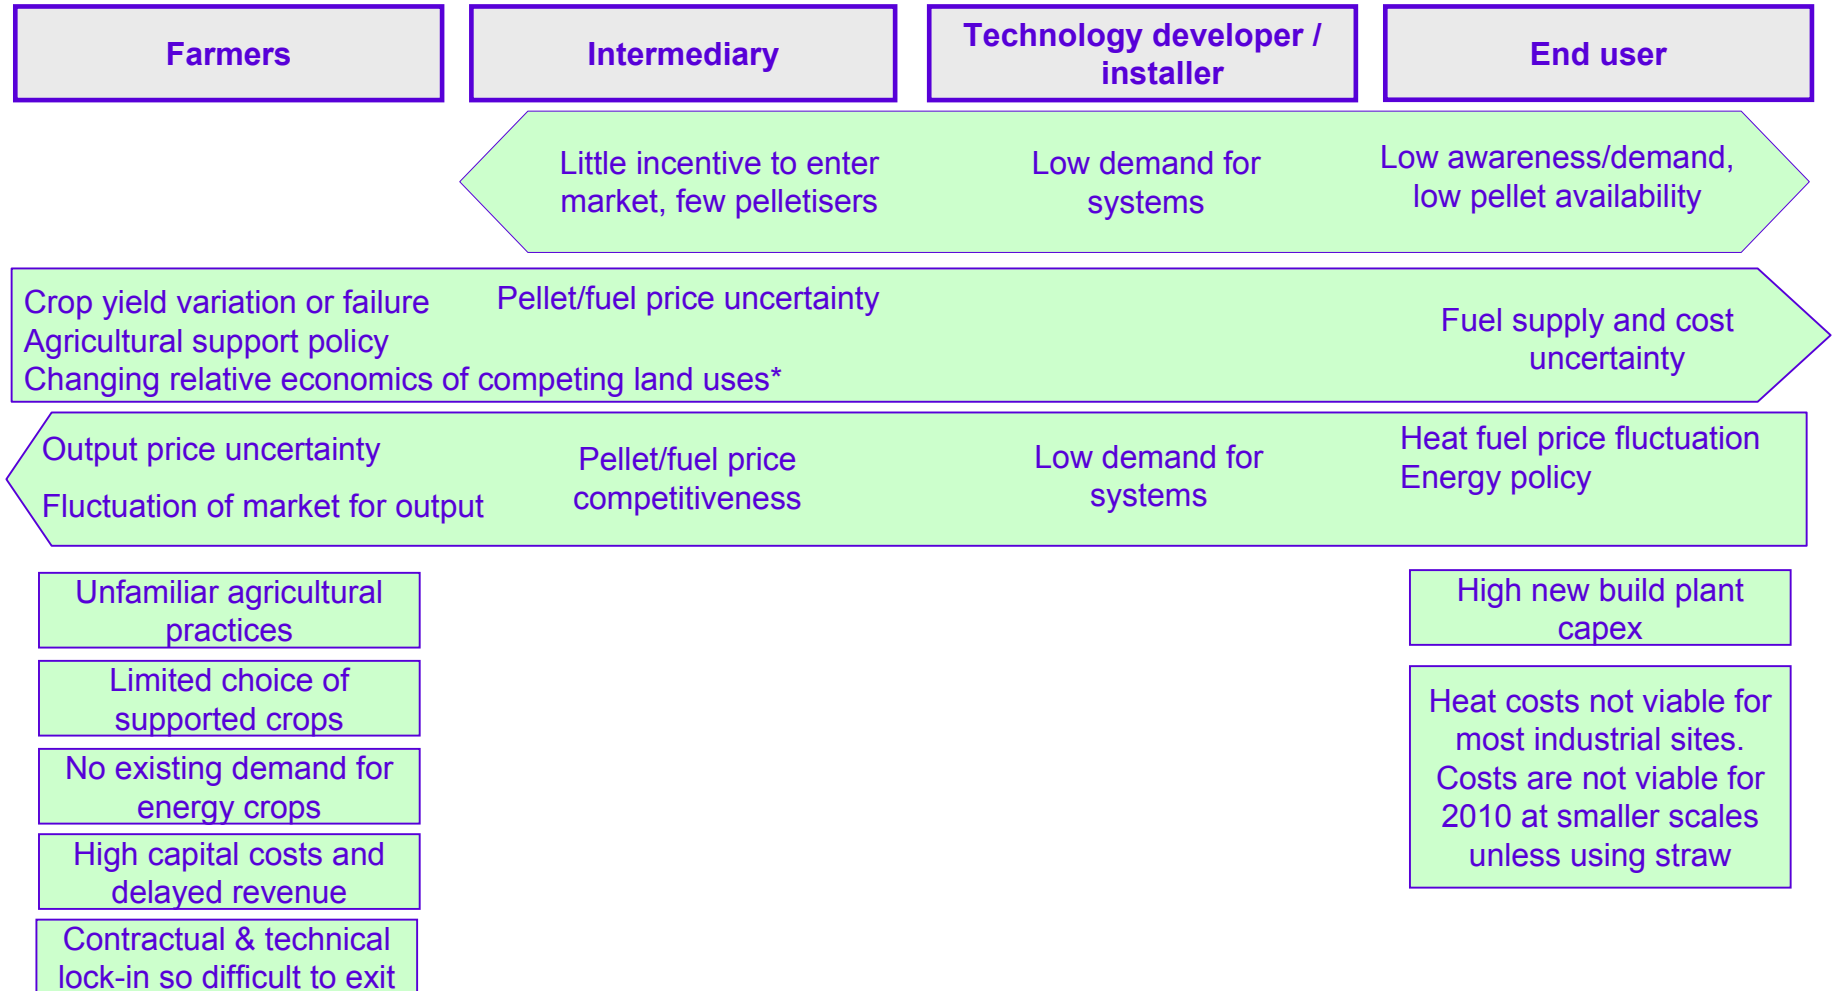 Farmers
Intermediary
Technology developer /
installer
End user
Little incentive to enter
market, few pelletisers
Low demand for
systems
Low awareness/demand,
low pellet availability
Crop yield variation or failure
Agricultural support policy
Changing relative economics of competing land uses*
Pellet/fuel price uncertainty
Fuel supply and cost
uncertainty
Output price uncertainty
Fluctuation of market for output
Pellet/fuel price
competitiveness
Low demand for
systems
Heat fuel price fluctuation
Energy policy
Unfamiliar agricultural
practices
Limited choice of
supported crops
No existing demand for
energy crops
High capital costs and
delayed revenue
Contractual & technical
lock-in so difficult to exit
High new build plant
capex
Heat costs not viable for
most industrial sites.
Costs are not viable for
2010 at smaller scales
unless using straw